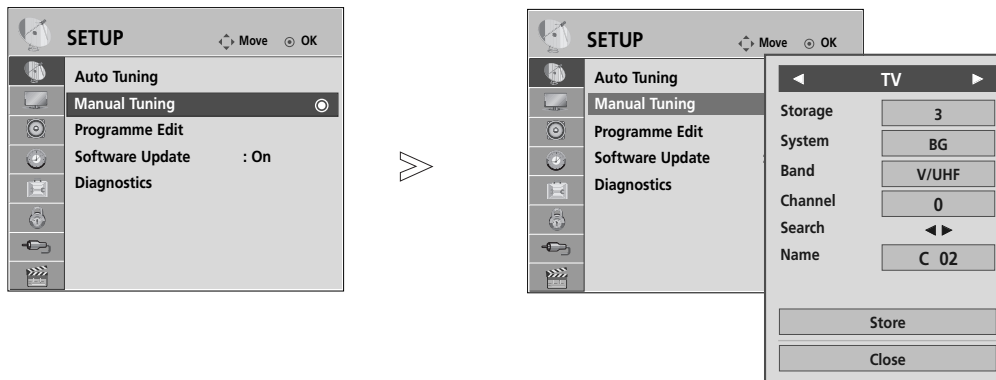 SETUP Move OK
Auto Tuning
Manual Tuning
Programme Edit
Software Update : On
Diagnostics
SETUP Move OK
Auto Tuning
Manual Tuning
Programme Edit
Software Update :
Diagnostics
TV
Storage 3
System BG
Band V/UHF
Channel 0
Search
Name C 02
Store
Close